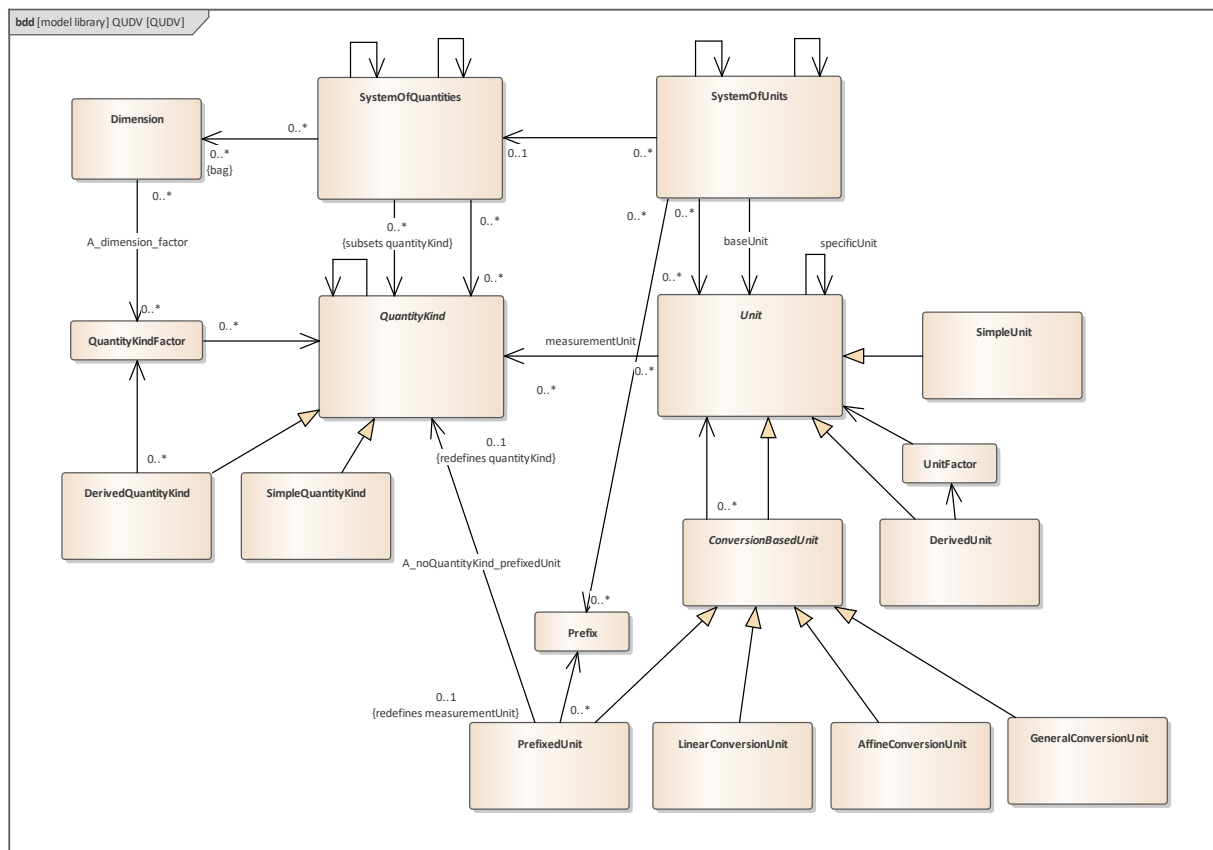 bdd [model library] QUDV [QUDV]
SystemOfQuantities
SystemOfUnits
Dimension
0..*
0..*
{bag}
0..1
0..*
0..*
0..*
{subsets quantityKind}
0..*
0..*
0..*
0..*
baseUnit
specificUnit
A_dimension_factor
0..*
0..*
0..*
QuantityKindFactor
0..*
QuantityKind
Unit
SimpleUnit
measurementUnit
0..*
0..*
0..1
{redefines quantityKind}
UnitFactor
0..*
DerivedQuantityKind
SimpleQuantityKind
0..*
ConversionBasedUnit
DerivedUnit
A_noQuantityKind_prefixedUnit
0..*
Prefix
0..1
{redefines measurementUnit}
0..*
PrefixedUnit
LinearConversionUnit
AffineConversionUnit
GeneralConversionUnit